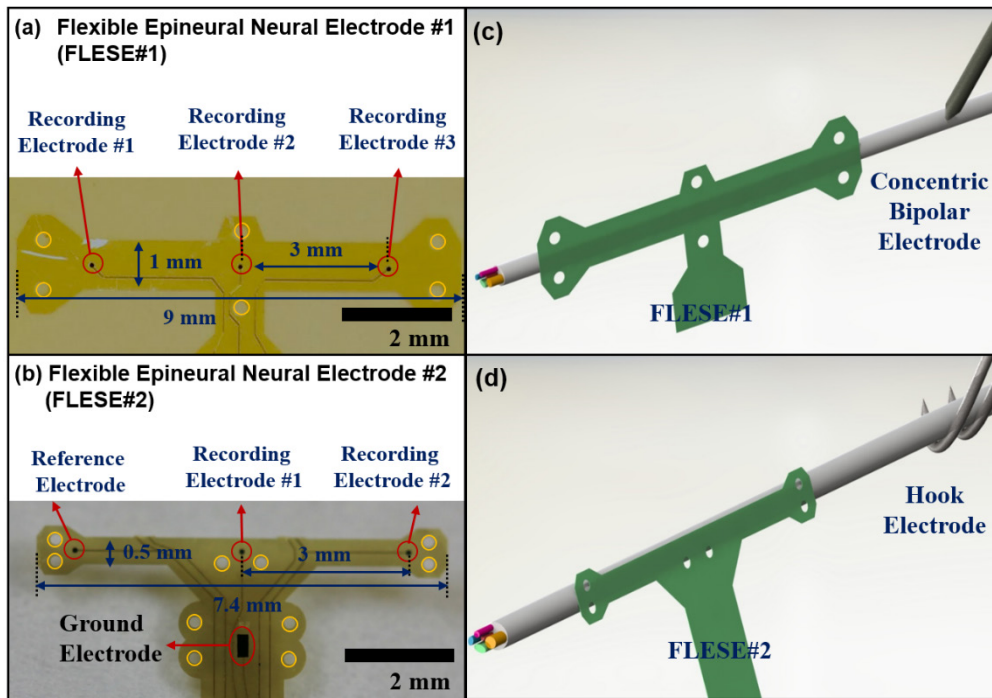 (a) Flexible Epineural Neural Electrode #1
(FLESE#1)
Recording
Electrode #1
Recording
Electrode #2
Recording
Electrode #3
1 mm
3 mm
9 mm
2 mm
(b) Flexible Epineural Neural Electrode #2
(FLESE#2)
Reference
Electrode
Recording
Electrode #1
Recording
Electrode #2
0.5 mm
3 mm
7.4 mm
Ground
Electrode
2 mm
(c)
Concentric
Bipolar
Electrode
FLESE#1
(d)
Hook
Electrode
FLESE#2